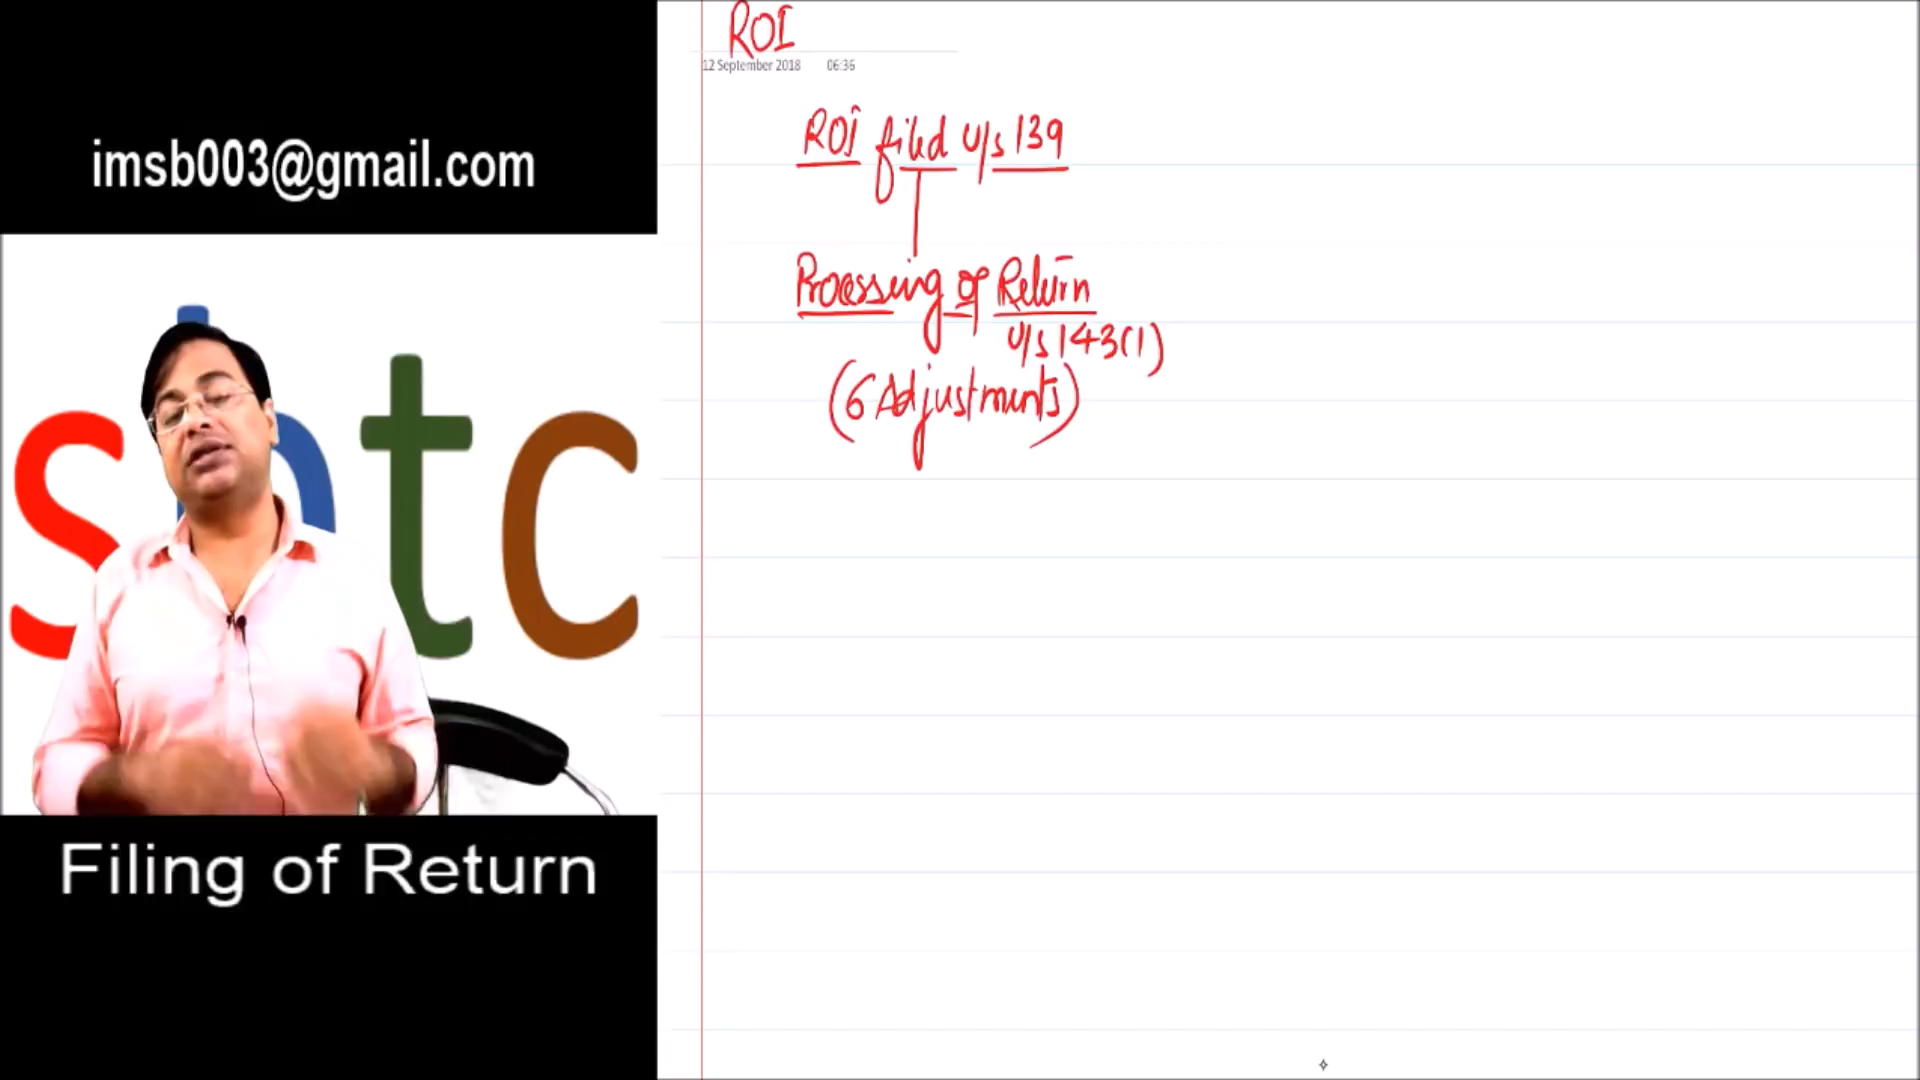 imsb003@gmail.com
sbtc
Filing of Return
ROI
12 September 2018 06:36
ROI filed u/s 139
Processing of Return
u/s 143(1)
(6 Adjustments)